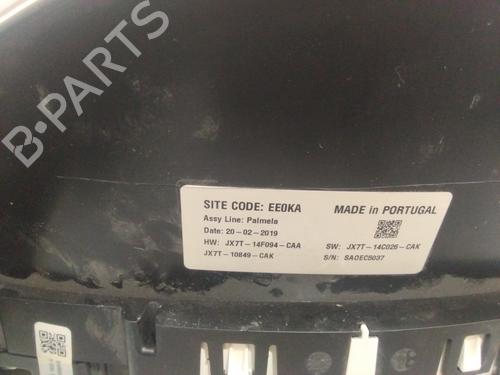 B-PARTS
SITE CODE: EE0KA
MADE in PORTUGAL
Assy Line: Palmela
Date: 20-02-2019
HW: JX7T-14F094-CAA
SW: JX7T-14C026-CAK
JX7T-10849-CAK
S/N: SAOEC5037